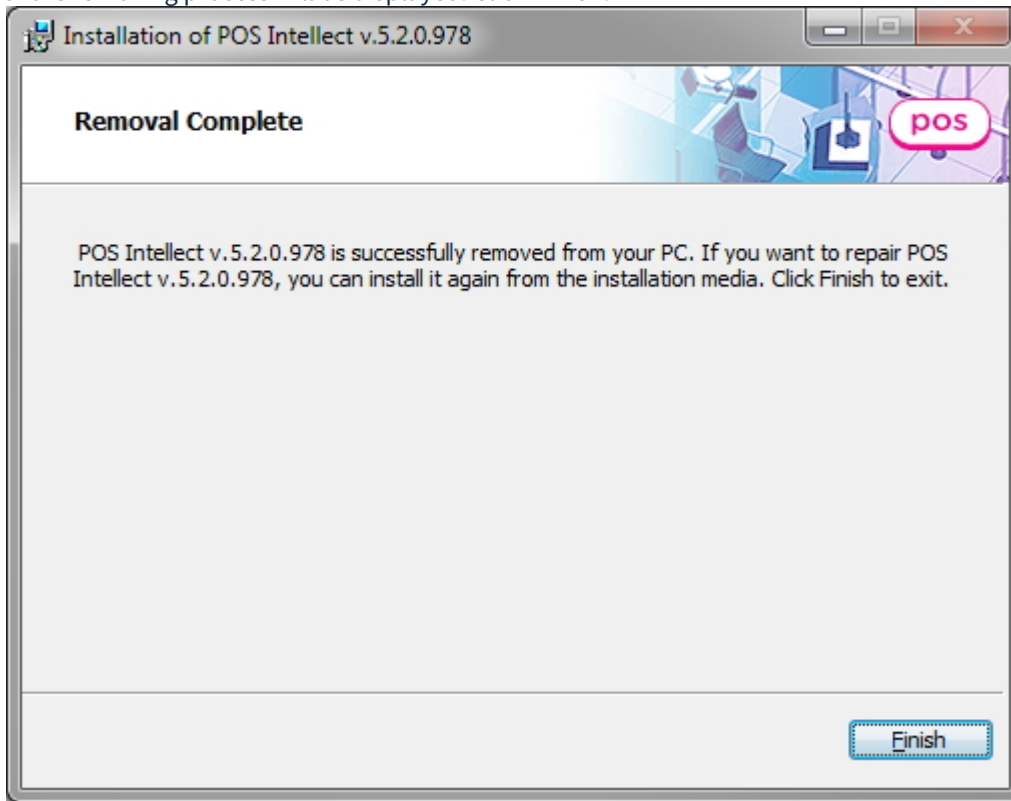 Installation of POS Intellect v.5.2.0.978
Removal Complete
pos
POS Intellect v.5.2.0.978 is successfully removed from your PC. If you want to repair POS
Intellect v.5.2.0.978, you can install it again from the installation media. Click Finish to exit.
Finish